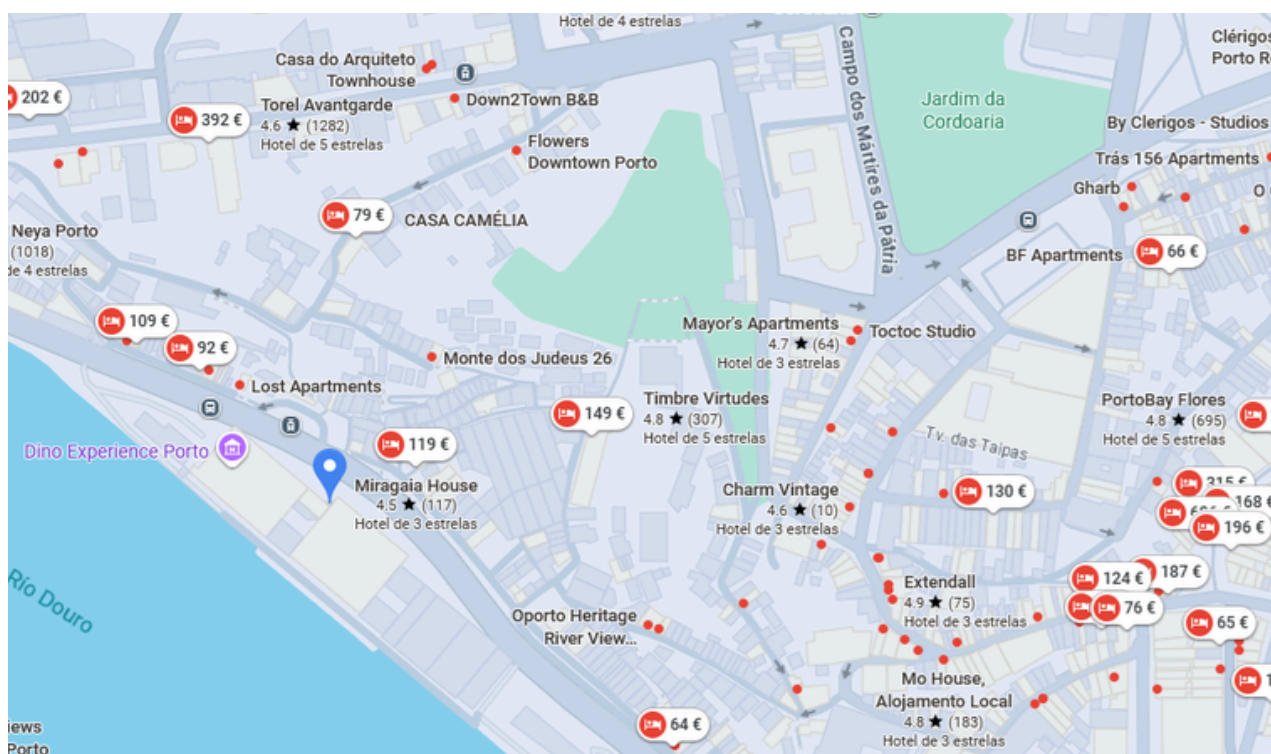 Hotel de 4 estrelas
Campo dos Mártires da Pátria
Clérigos
Porto
Casa do Arquiteto
Townhouse
202 €
Down2Town B&B
Jardim da
Cordoaria
392 €
Torel Avantgarde
4.6 ★ (1282)
Hotel de 5 estrelas
By Clerigos - Studios
Flowers
Downtown Porto
Trás 156 Apartments
Gharb
79 €
CASA CAMÉLIA
Neya Porto
(1018)
de 4 estrelas
BF Apartments
66 €
109 €
92 €
Mayor's Apartments
4.7 ★ (64)
Hotel de 3 estrelas
Toctoc Studio
Monte dos Judeus 26
Lost Apartments
149 €
Timbre Virtudes
4.8 ★ (307)
Hotel de 5 estrelas
PortoBay Flores
4.8 ★ (695)
Hotel de 5 estrelas
Tv. das Taipas
Dino Experience Porto
119 €
Miragaia House
4.5 ★ (117)
Hotel de 3 estrelas
Charm Vintage
4.6 ★ (10)
Hotel de 3 estrelas
130 €
315 €
168 €
196 €
Río Douro
Extendall
4.9 ★ (75)
Hotel de 3 estrelas
124 €
187 €
76 €
65 €
Oporto Heritage
River View...
Mo House,
Alojamento Local
4.8 ★ (183)
Hotel de 3 estrelas
64 €
iews
Porto